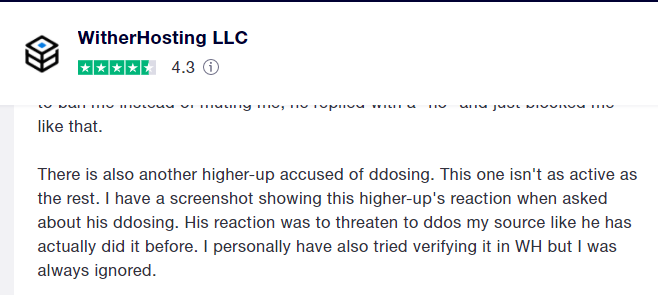 WitherHosting LLC
4.3
to ban me instead of muting me, he replied with a "no" and just blocked me
like that.
There is also another higher-up accused of ddosing. This one isn't as active as
the rest. I have a screenshot showing this higher-up's reaction when asked
about his ddosing. His reaction was to threaten to ddos my source like he has
actually did it before. I personally have also tried verifying it in WH but I was
always ignored.